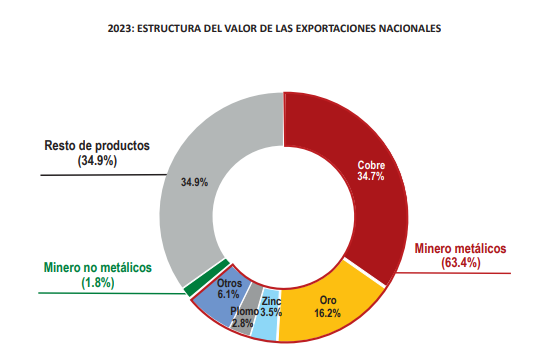 2023: ESTRUCTURA DEL VALOR DE LAS EXPORTACIONES NACIONALES
Resto de productos
(34.9%)
34.9%
Cobre
34.7%
Minero metálicos
(63.4%)
Minero no metálicos
(1.8%)
Otros
6.1%
Plomo
2.8%
Zinc
3.5%
Oro
16.2%